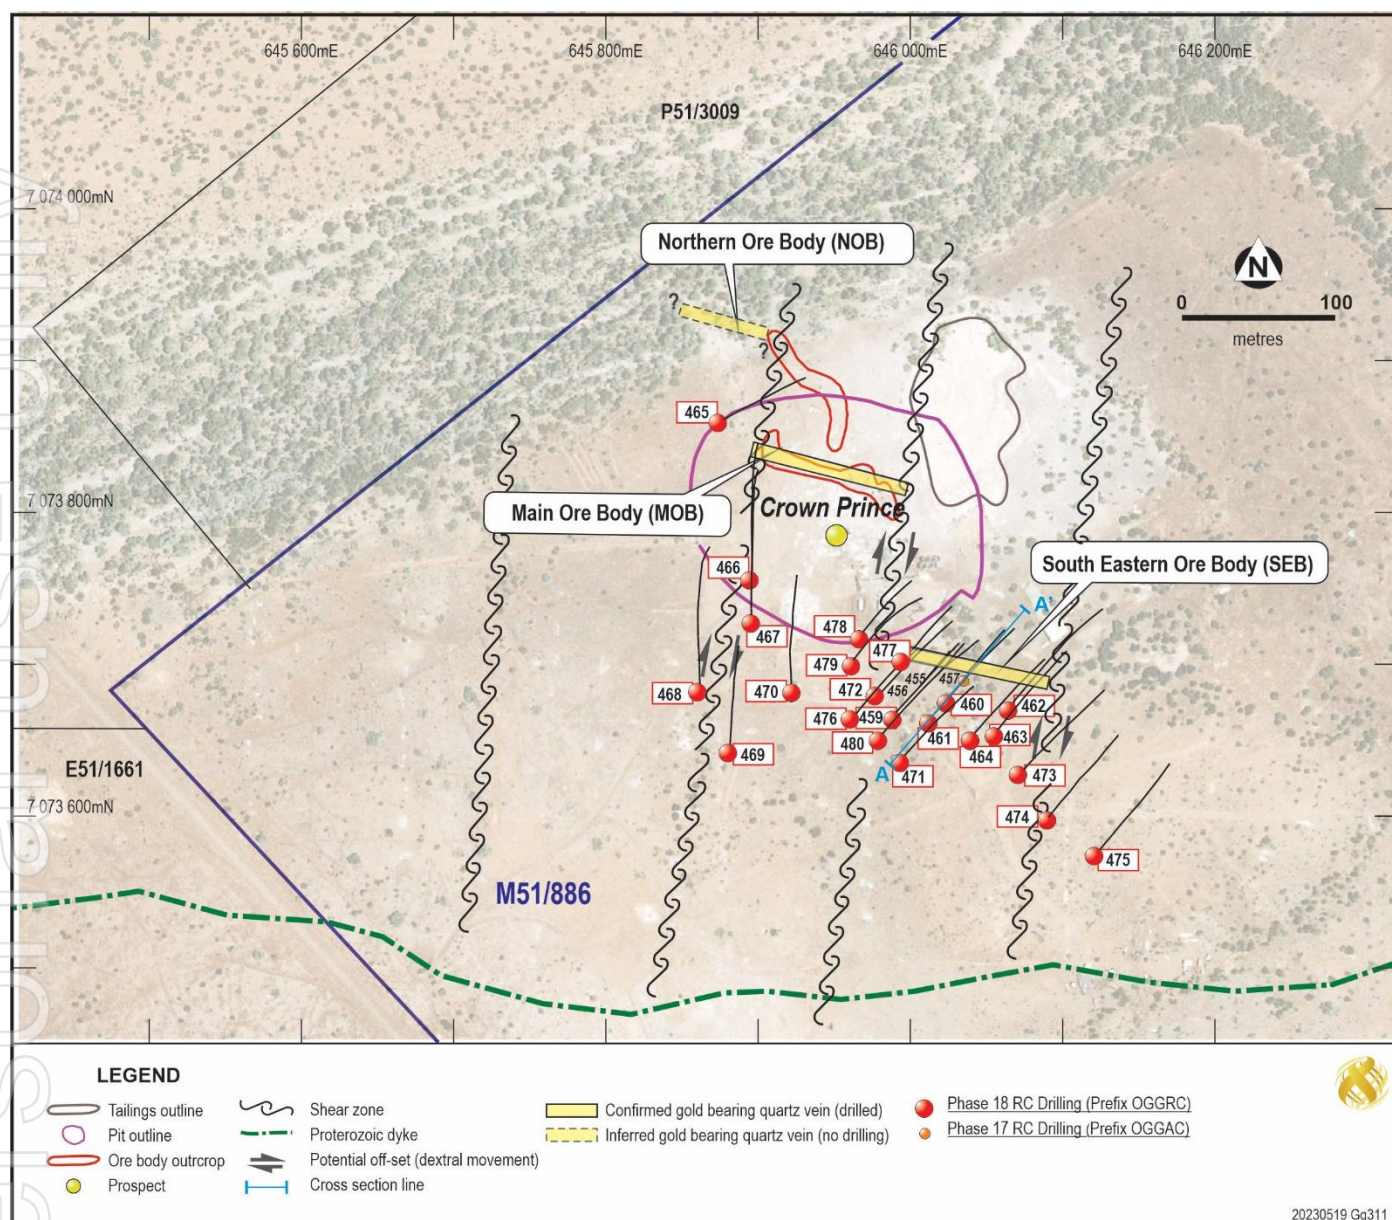 645 600mE
645 800mE
646 000mE
646 200mE
P51/3009
7 074 000mN
Northern Ore Body (NOB)
N
0 100
metres
?
?
465
Main Ore Body (MOB)
Crown Prince
7 073 800mN
South Eastern Ore Body (SEB)
466
A'
467
478
479
477
468
470
472
455
457
456
460
462
476
459
461
463
480
464
469
A
471
473
E51/1661
7 073 600mN
474
475
M51/886
LEGEND
Tailings outline
Pit outline
Ore body outrcrop
Prospect
Shear zone
Proterozoic dyke
Potential off-set (dextral movement)
Cross section line
Confirmed gold bearing quartz vein (drilled)
Inferred gold bearing quartz vein (no drilling)
Phase 18 RC Drilling (Prefix OGGRC)
Phase 17 RC Drilling (Prefix OGGAC)
20230519 Gg311